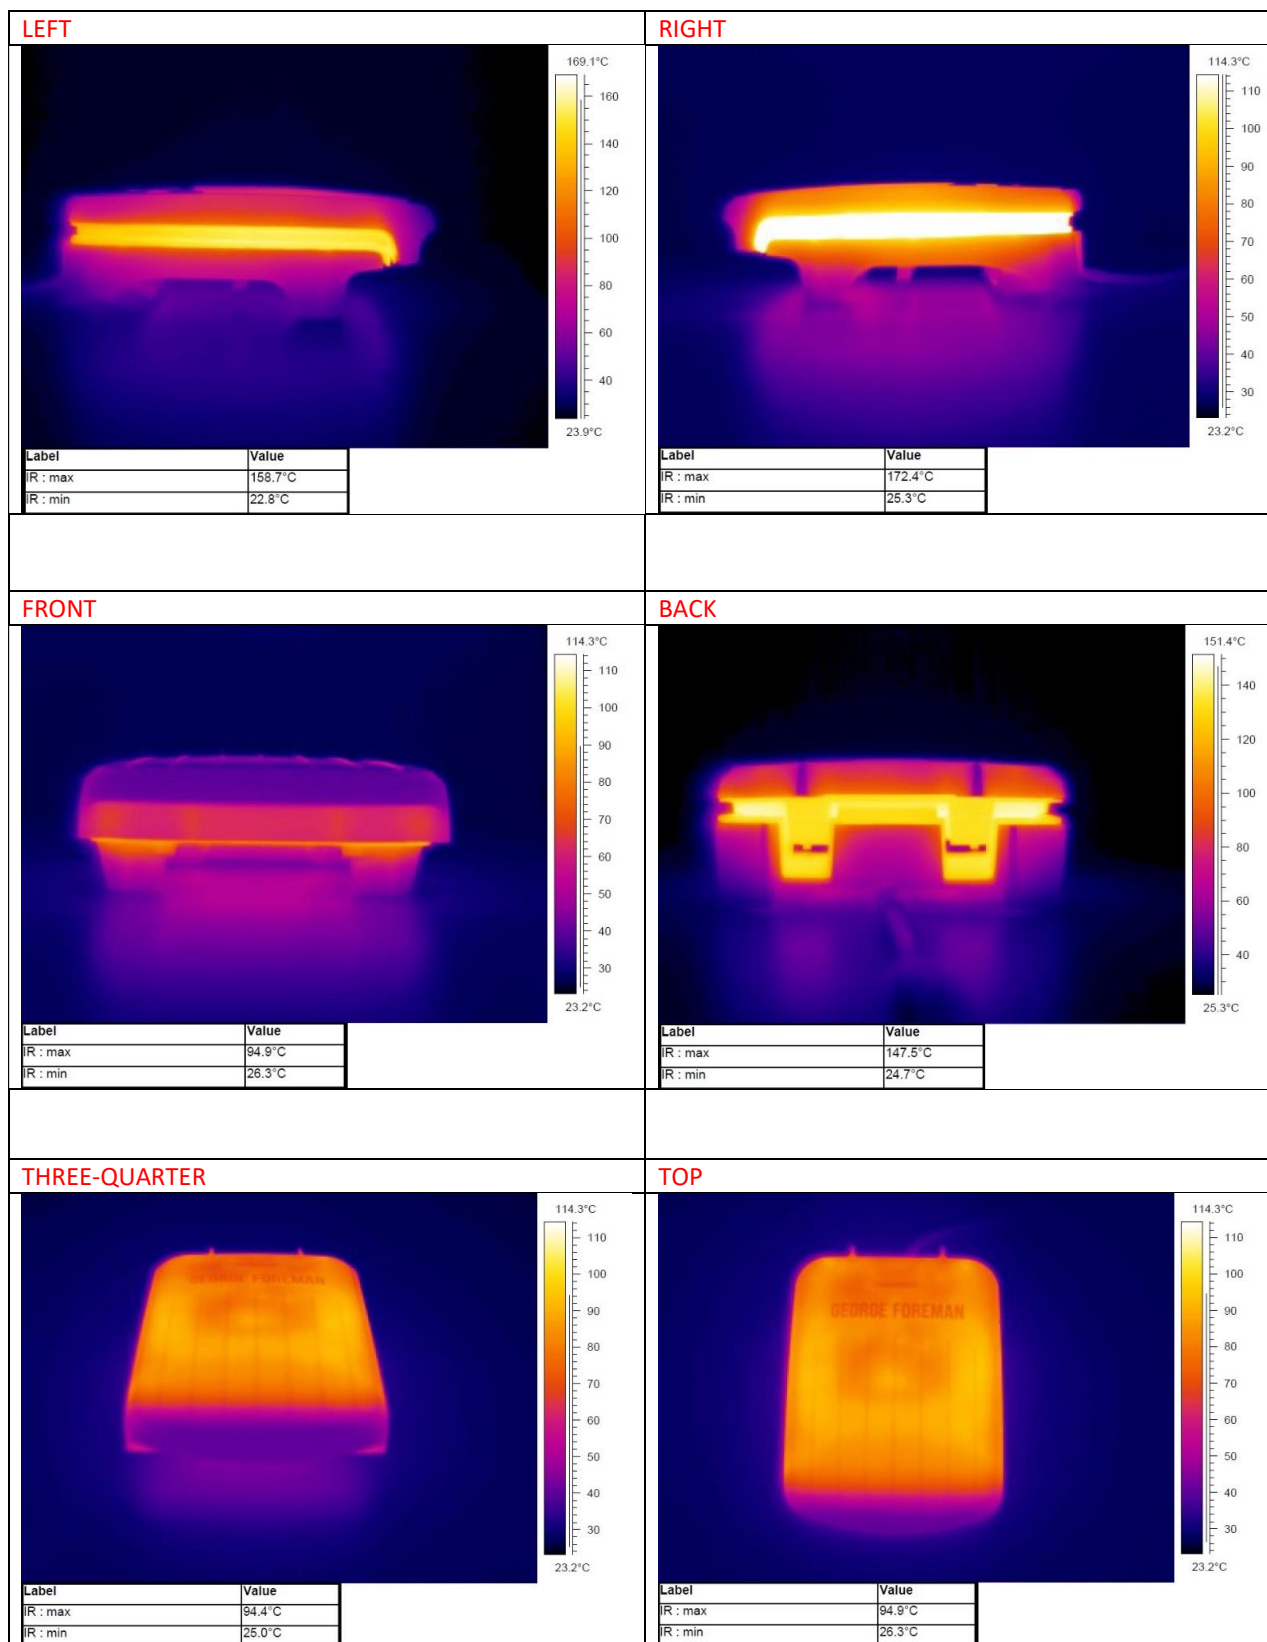 LEFT
169.1°C
160
140
120
100
80
60
40
23.9°C
Label Value
IR : max 158.7°C
IR : min 22.8°C
RIGHT
114.3°C
110
100
90
80
70
60
50
40
30
23.2°C
Label Value
IR : max 172.4°C
IR : min 25.3°C
FRONT
114.3°C
110
100
90
80
70
60
50
40
30
23.2°C
Label Value
IR : max 94.9°C
IR : min 26.3°C
BACK
151.4°C
140
120
100
80
60
40
25.3°C
Label Value
IR : max 147.5°C
IR : min 24.7°C
THREE-QUARTER
GEORGE FOREMAN
114.3°C
110
100
90
80
70
60
50
40
30
23.2°C
Label Value
IR : max 94.4°C
IR : min 25.0°C
TOP
GEORGE FOREMAN
114.3°C
110
100
90
80
70
60
50
40
30
23.2°C
Label Value
IR : max 94.9°C
IR : min 26.3°C